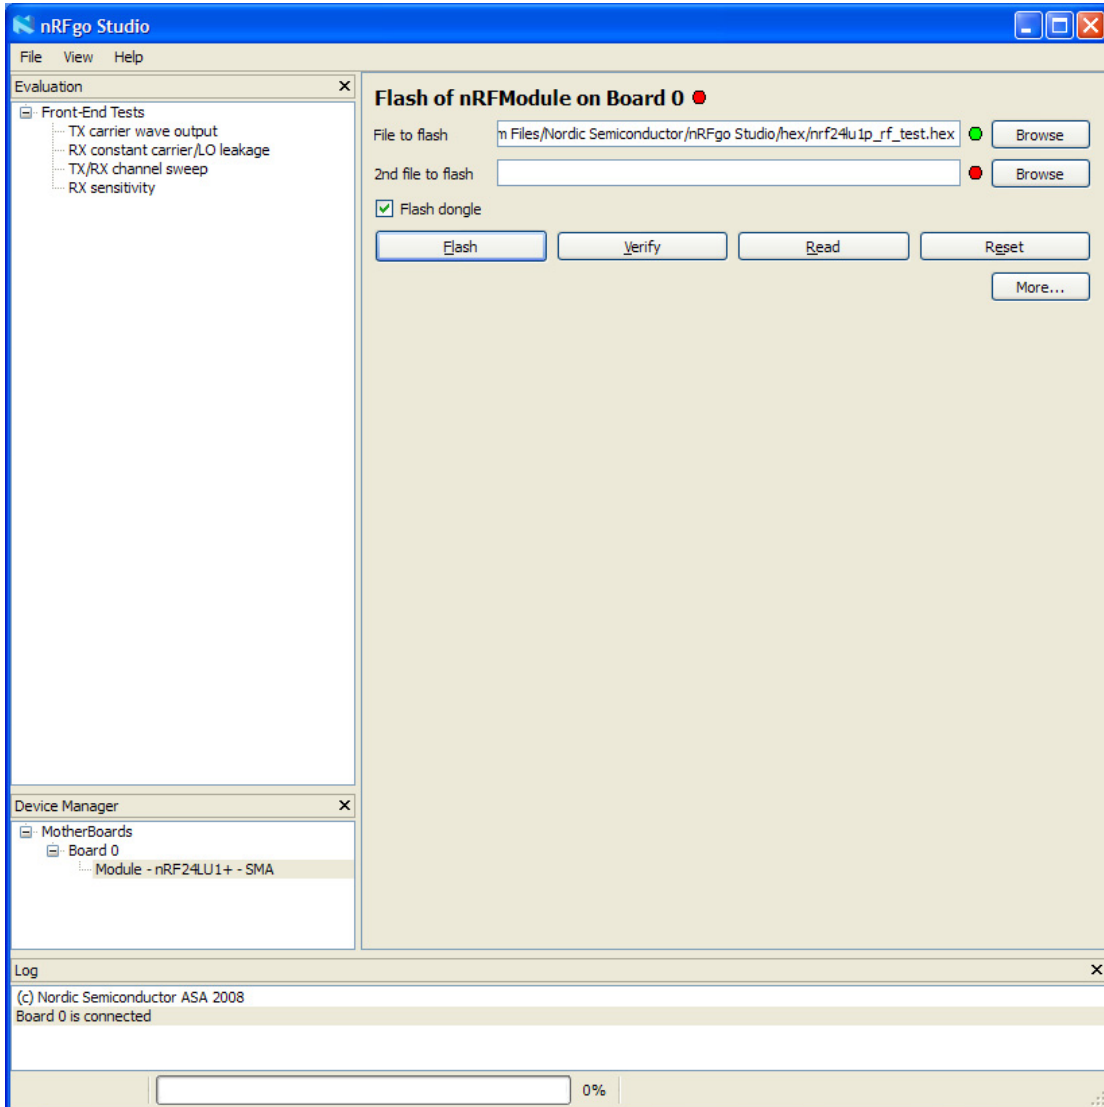 nRFgo Studio
File View Help
Evaluation
Front-End Tests
TX carrier wave output
RX constant carrier/LO leakage
TX/RX channel sweep
RX sensitivity
Flash of nRFModule on Board 0
File to flash m Files/Nordic Semiconductor/nRFgo Studio/hex/nrf24lu1p_rf_test.hex Browse
2nd file to flash Browse
Flash dongle
Flash Verify Read Reset
More...
Device Manager
MotherBoards
Board 0
Module - nRF24LU1+ - SMA
Log
(c) Nordic Semiconductor ASA 2008
Board 0 is connected
0%